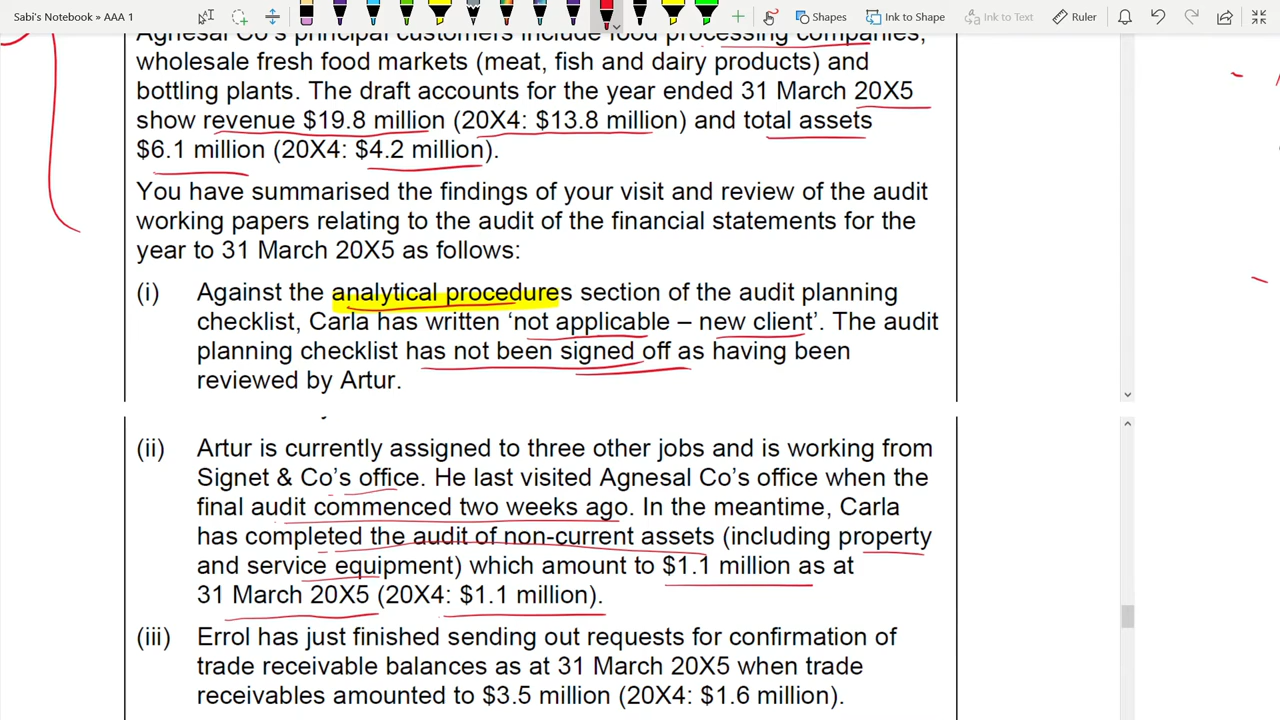 Sabi's Notebook » AAA 1
Shapes
Ink to Shape
Ink to Text
Ruler
Agnesal Co's principal customers include food processing companies,
wholesale fresh food markets (meat, fish and dairy products) and
bottling plants. The draft accounts for the year ended 31 March 20X5
show revenue $19.8 million (20X4: $13.8 million) and total assets
$6.1 million (20X4: $4.2 million).
You have summarised the findings of your visit and review of the audit
working papers relating to the audit of the financial statements for the
year to 31 March 20X5 as follows:
(i) Against the analytical procedures section of the audit planning
checklist, Carla has written 'not applicable – new client'. The audit
planning checklist has not been signed off as having been
reviewed by Artur.
(ii) Artur is currently assigned to three other jobs and is working from
Signet & Co's office. He last visited Agnesal Co's office when the
final audit commenced two weeks ago. In the meantime, Carla
has completed the audit of non-current assets (including property
and service equipment) which amount to $1.1 million as at
31 March 20X5 (20X4: $1.1 million).
(iii) Errol has just finished sending out requests for confirmation of
trade receivable balances as at 31 March 20X5 when trade
receivables amounted to $3.5 million (20X4: $1.6 million).